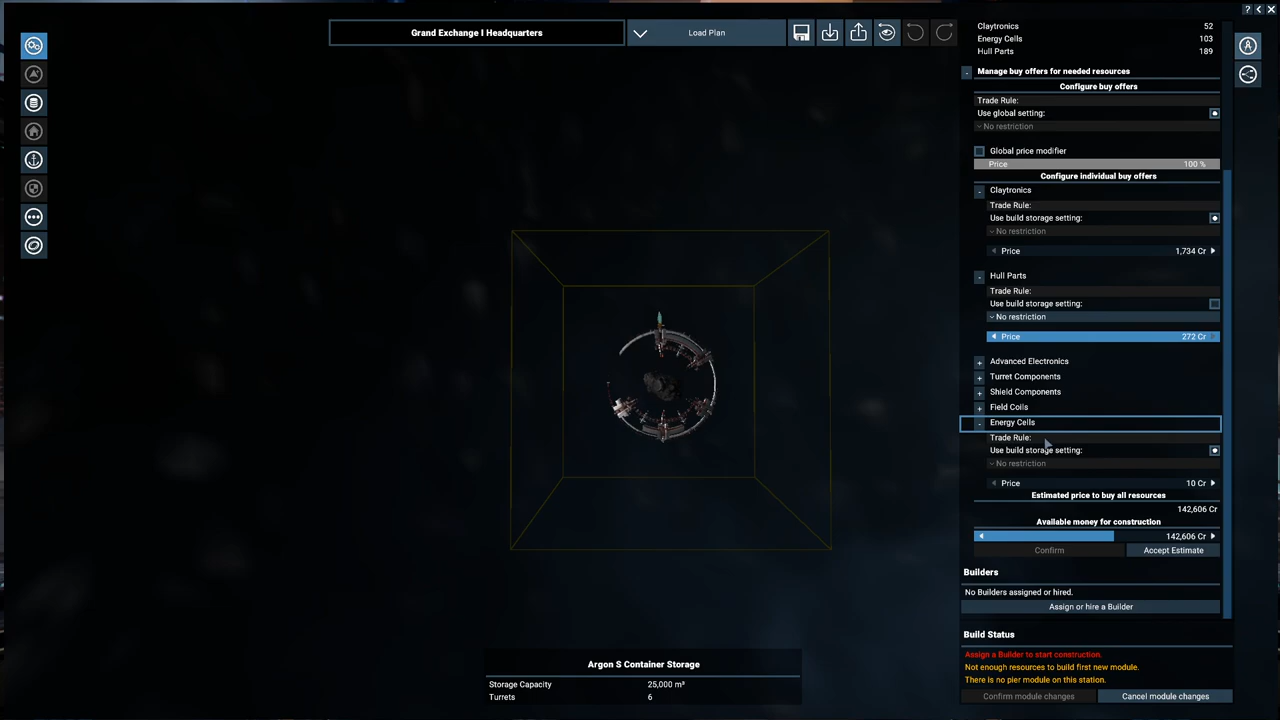 Grand Exchange I Headquarters
Load Plan
Claytronics 52
Energy Cells 103
Hull Parts 189
Manage buy offers for needed resources
Configure buy offers
Trade Rule:
Use global setting:
No restriction
Global price modifier
Price 100 %
Configure individual buy offers
Claytronics
Trade Rule:
Use build storage setting:
No restriction
Price 1,734 Cr
Hull Parts
Trade Rule:
Use build storage setting:
No restriction
Price 272 Cr
Advanced Electronics
Turret Components
Shield Components
Field Coils
Energy Cells
Trade Rule:
Use build storage setting:
No restriction
Price 10 Cr
Estimated price to buy all resources
142,606 Cr
Available money for construction
142,606 Cr
Confirm Accept Estimate
Builders
No Builders assigned or hired.
Assign or hire a Builder
Build Status
Assign a Builder to start construction.
Not enough resources to build first new module.
There is no pier module on this station.
Confirm module changes Cancel module changes
Argon S Container Storage
Storage Capacity 25,000 m³
Turrets 6